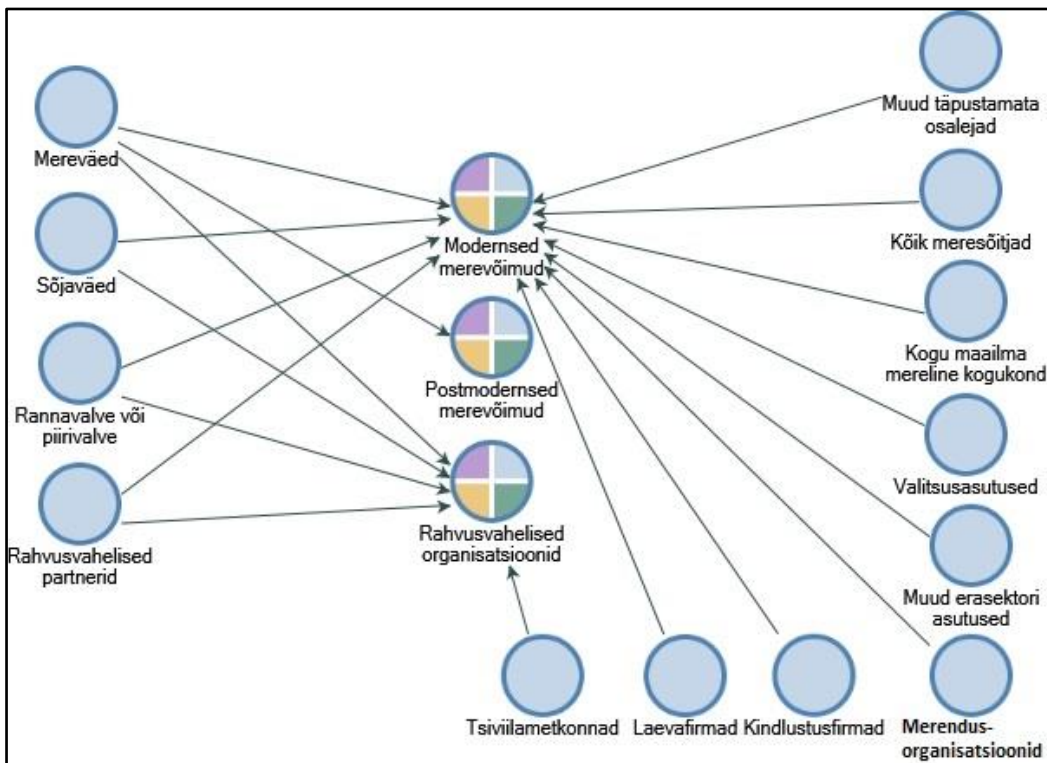 Mereväed
Sõjaväed
Rannavalve või
piirivalve
Rahvusvahelised
partnerid
Modernsed
merevõimud
Postmodernsed
merevõimud
Rahvusvahelised
organisatsioonid
Muud täpustamata
osalejad
Kõik meresõitjad
Kogu maailma
mereline kogukond
Valitsusasutused
Muud erasektori
asutused
Tsiviilametkonnad
Laevafirmad
Kindlustusfirmad
Merendus-
organisatsioonid